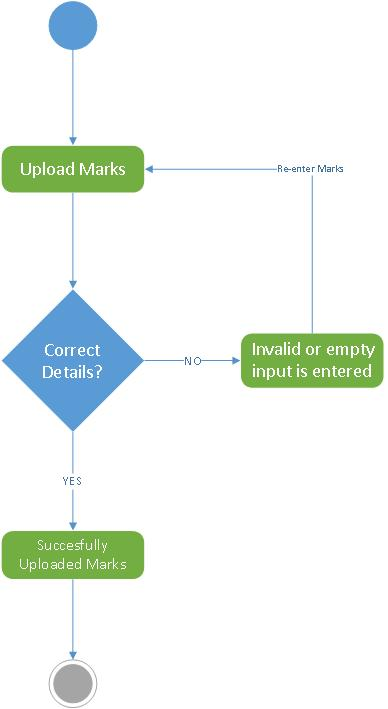 Upload Marks
Re-enter Marks
Correct
Details?
NO
Invalid or empty
input is entered
YES
Succesfully
Uploaded Marks